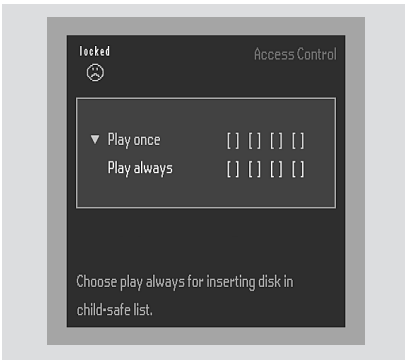 locked
Access Control
▼ Play once [ ] [ ] [ ] [ ]
Play always [ ] [ ] [ ] [ ]
Choose play always for inserting disk in
child-safe list.